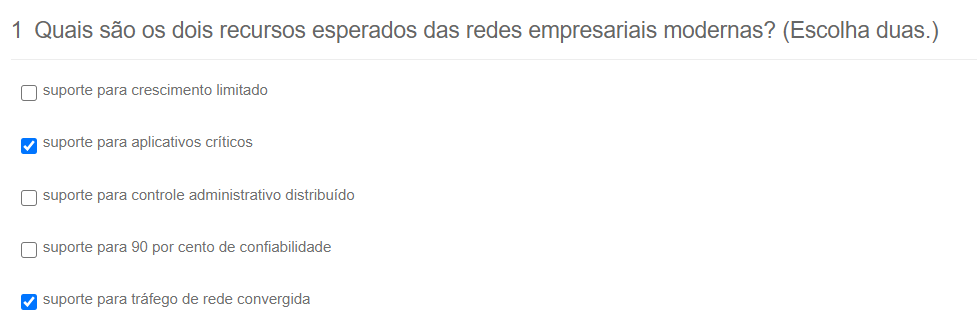 1 Quais são os dois recursos esperados das redes empresariais modernas? (Escolha duas.)
suporte para crescimento limitado
suporte para aplicativos críticos
suporte para controle administrativo distribuído
suporte para 90 por cento de confiabilidade
suporte para tráfego de rede convergida